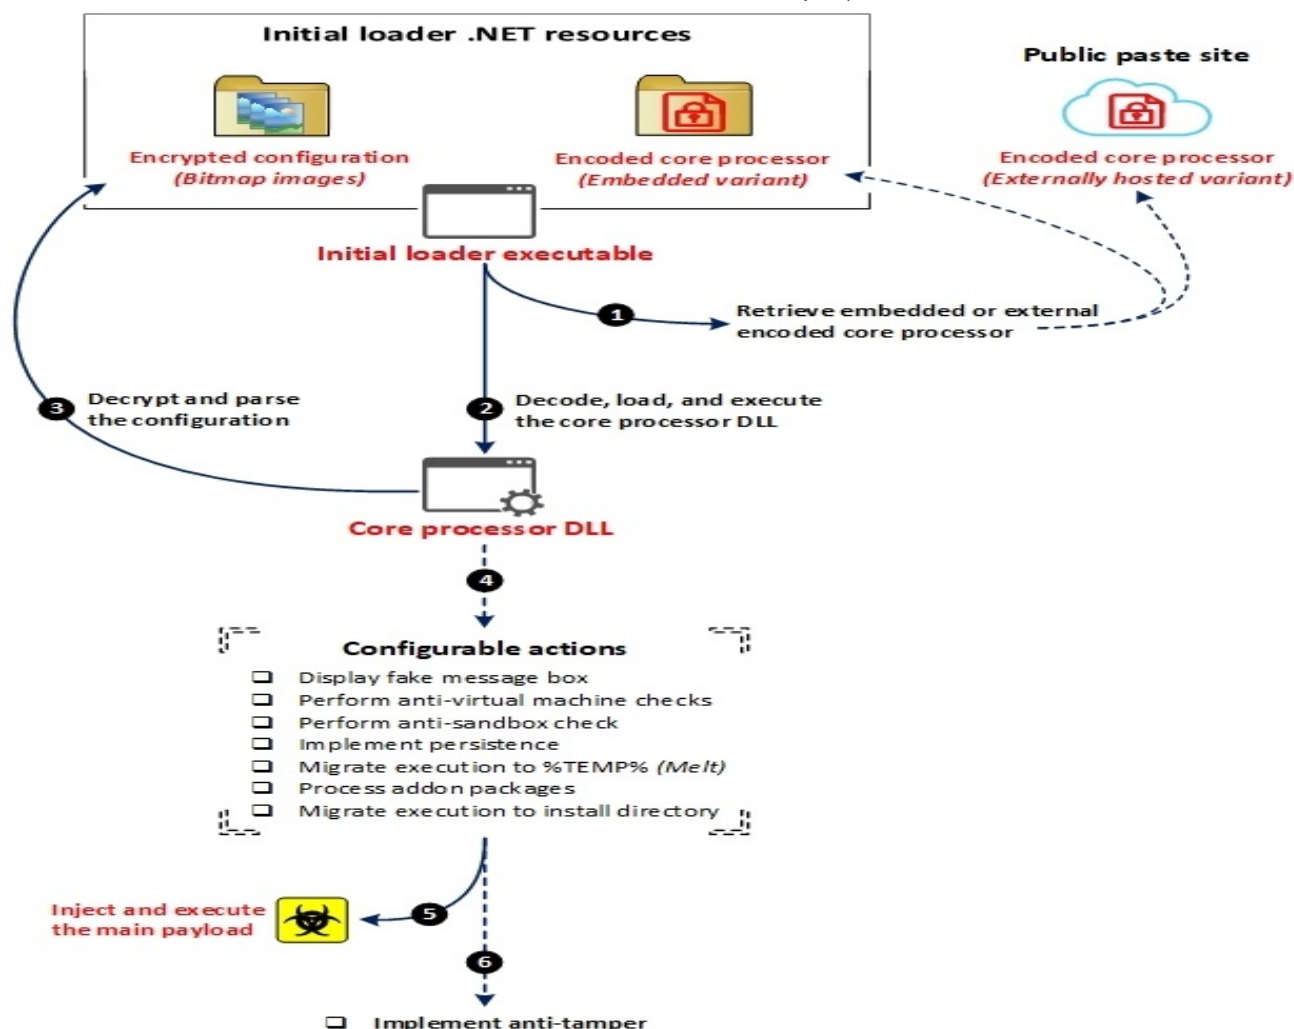 Initial loader .NET resources
Public paste site
Encrypted configuration
(Bitmap images)
Encoded core processor
(Embedded variant)
Encoded core processor
(Externally hosted variant)
Initial loader executable
1
Retrieve embedded or external
encoded core processor
3
Decrypt and parse
the configuration
2
Decode, load, and execute
the core processor DLL
Core processor DLL
4
Configurable actions
Display fake message box
Perform anti-virtual machine checks
Perform anti-sandbox check
Implement persistence
Migrate execution to %TEMP% (Melt)
Process addon packages
Migrate execution to install directory
5
Inject and execute
the main payload
6
Implement anti-tamper